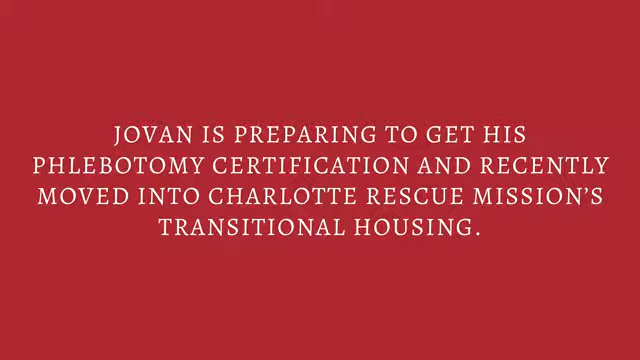 JOVAN IS PREPARING TO GET HIS
PHLEBOTOMY CERTIFICATION AND RECENTLY
MOVED INTO CHARLOTTE RESCUE MISSION’S
TRANSITIONAL HOUSING.